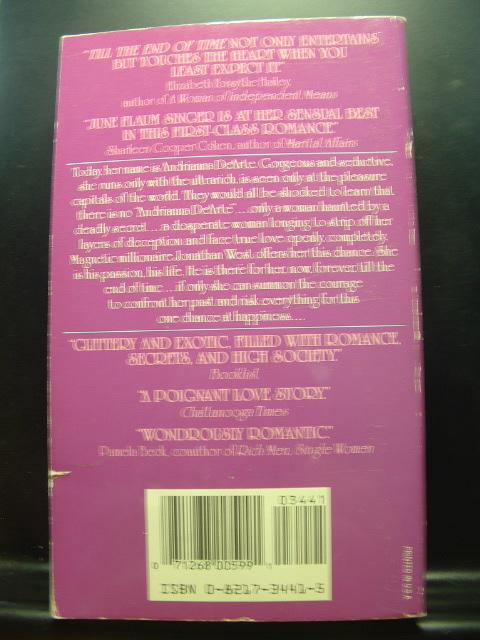 "TILL THE END OF TIME NOT ONLY ENTERTAINS
BUT TOUCHES THE HEART WHEN YOU
LEAST EXPECT IT."
Elizabeth Forsythe Hailey,
author of A Woman of Independent Means
"JUNE FLAUM SINGER IS AT HER SENSUAL BEST
IN THIS FIRST-CLASS ROMANCE."
Sharleen Cooper Cohen, author of Marital Affairs
Today, her name is Andrianna DeArte. Gorgeous and seductive,
she runs only with the ultrarich, is seen only at the pleasure
capitals of the world. They would all be shocked to learn that
there is no "Andrianna DeArte"....only a woman haunted by a
deadly secret....a desperate woman longing to strip off her
layers of deception and face true love openly, completely.
Magnetic millionaire Jonathan West offers her this chance. She
is his passion, his life. He is there for her now, forever, till the
end of time....if only she can summon the courage
to confront her past and risk everything for this
one chance at happiness....
"GLITTERY AND EXOTIC, FILLED WITH ROMANCE,
SECRETS, AND HIGH SOCIETY."
Booklist
"A POIGNANT LOVE STORY."
Chattanooga Times
"WONDROUSLY ROMANTIC."
Pamela Beck, coauthor of Rich Men, Single Women
03441
0 71268 00599 1
ISBN 0-8217-3441-5
PRINTED IN U.S.A.